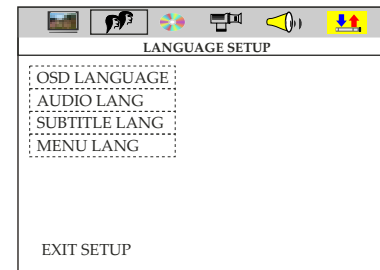 LANGUAGE SETUP
OSD LANGUAGE
AUDIO LANG
SUBTITLE LANG
MENU LANG
EXIT SETUP